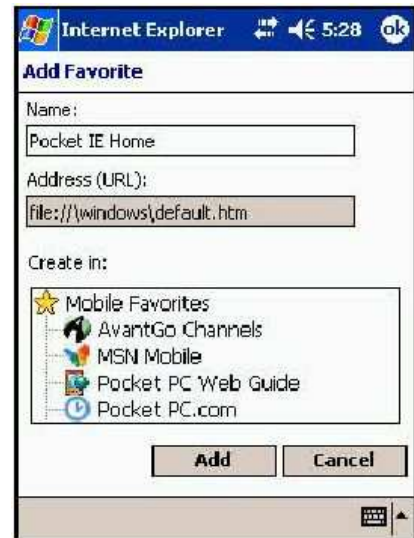 Internet Explorer 5:28 ok
Add Favorite
Name:
Pocket IE Home
Address (URL):
file://\windows\default.htm
Create in:
Mobile Favorites
AvantGo Channels
MSN Mobile
Pocket PC Web Guide
Pocket PC.com
Add Cancel